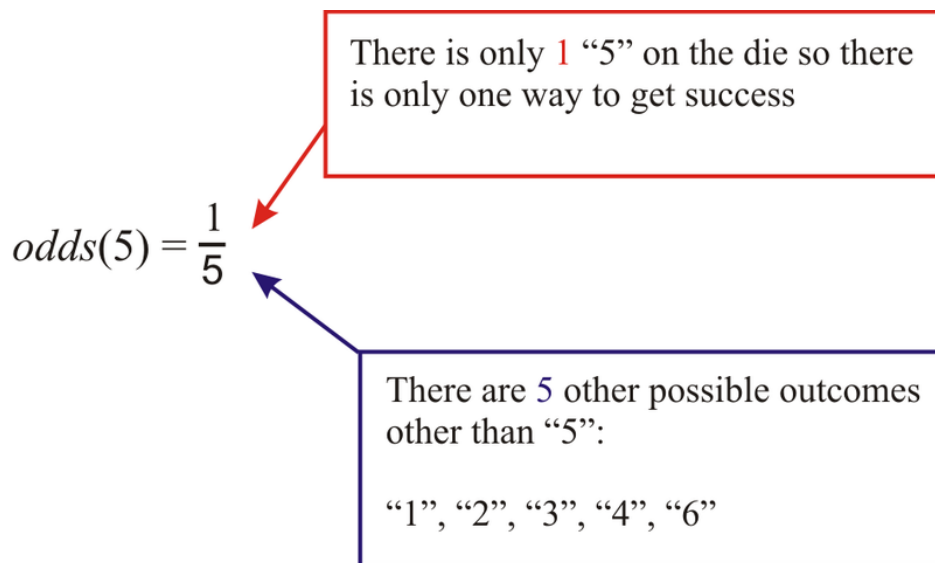 There is only 1 “5” on the die so there
is only one way to get success
odds(5) = 1/5
There are 5 other possible outcomes
other than “5”:
“1”, “2”, “3”, “4”, “6”